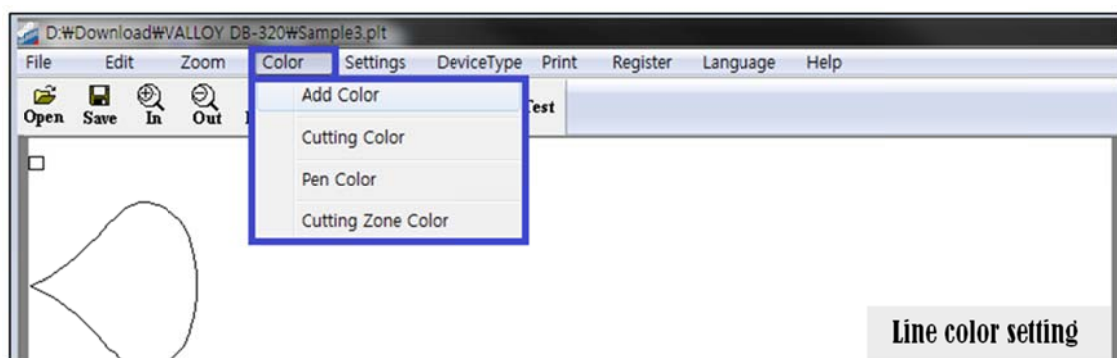 D:₩Download₩VALLOY DB-320₩Sample3.plt
File Edit Zoom Color Settings DeviceType Print Register Language Help
Open Save In Out
Add Color
Cutting Color
Pen Color
Cutting Zone Color
Line color setting